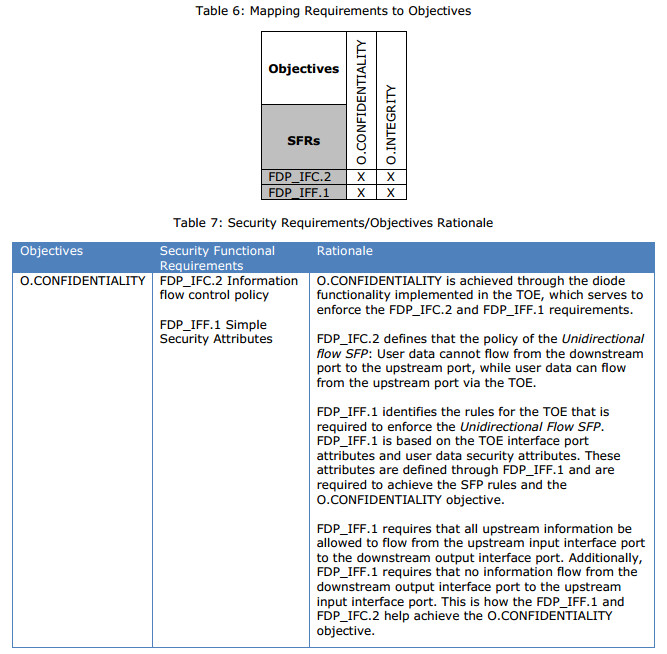 Table 6: Mapping Requirements to Objectives
Objectives
O.CONFIDENTIALITY
O.INTEGRITY
SFRs
FDP_IFC.2 X X
FDP_IFF.1 X X
Table 7: Security Requirements/Objectives Rationale
Objectives
Security Functional
Requirements
Rationale
O.CONFIDENTIALITY
FDP_IFC.2 Information
flow control policy
FDP_IFF.1 Simple
Security Attributes
O.CONFIDENTIALITY is achieved through the diode
functionality implemented in the TOE, which serves to
enforce the FDP_IFC.2 and FDP_IFF.1 requirements.
FDP_IFC.2 defines that the policy of the Unidirectional
flow SFP: User data cannot flow from the downstream
port to the upstream port, while user data can flow
from the upstream port via the TOE.
FDP_IFF.1 identifies the rules for the TOE that is
required to enforce the Unidirectional Flow SFP.
FDP_IFF.1 is based on the TOE interface port
attributes and user data security attributes. These
attributes are defined through FDP_IFF.1 and are
required to achieve the SFP rules and the
O.CONFIDENTIALITY objective.
FDP_IFF.1 requires that all upstream information be
allowed to flow from the upstream input interface port
to the downstream output interface port. Additionally,
FDP_IFF.1 requires that no information flow from the
downstream output interface port to the upstream
input interface port. This is how the FDP_IFF.1 and
FDP_IFC.2 help achieve the O.CONFIDENTIALITY
objective.